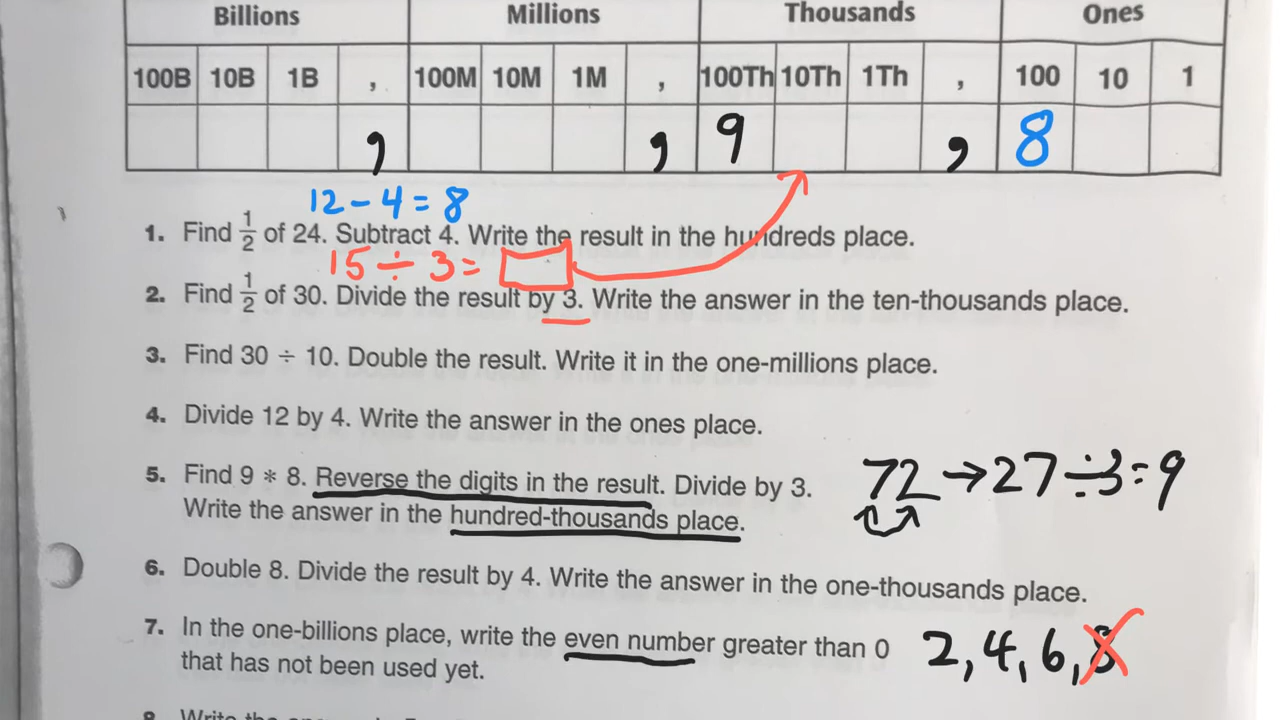 Billions Millions Thousands Ones
100B 10B 1B , 100M 10M 1M , 100Th 10Th 1Th , 100 10 1
, , 9 , 8
12 - 4 = 8
1. Find 1/2 of 24. Subtract 4. Write the result in the hundreds place.
15 ÷ 3 =
2. Find 1/2 of 30. Divide the result by 3. Write the answer in the ten-thousands place.
3. Find 30 ÷ 10. Double the result. Write it in the one-millions place.
4. Divide 12 by 4. Write the answer in the ones place.
5. Find 9 * 8. Reverse the digits in the result. Divide by 3.
72 → 27 ÷ 3 = 9
Write the answer in the hundred-thousands place.
6. Double 8. Divide the result by 4. Write the answer in the one-thousands place.
7. In the one-billions place, write the even number greater than 0
2, 4, 6, 8
that has not been used yet.